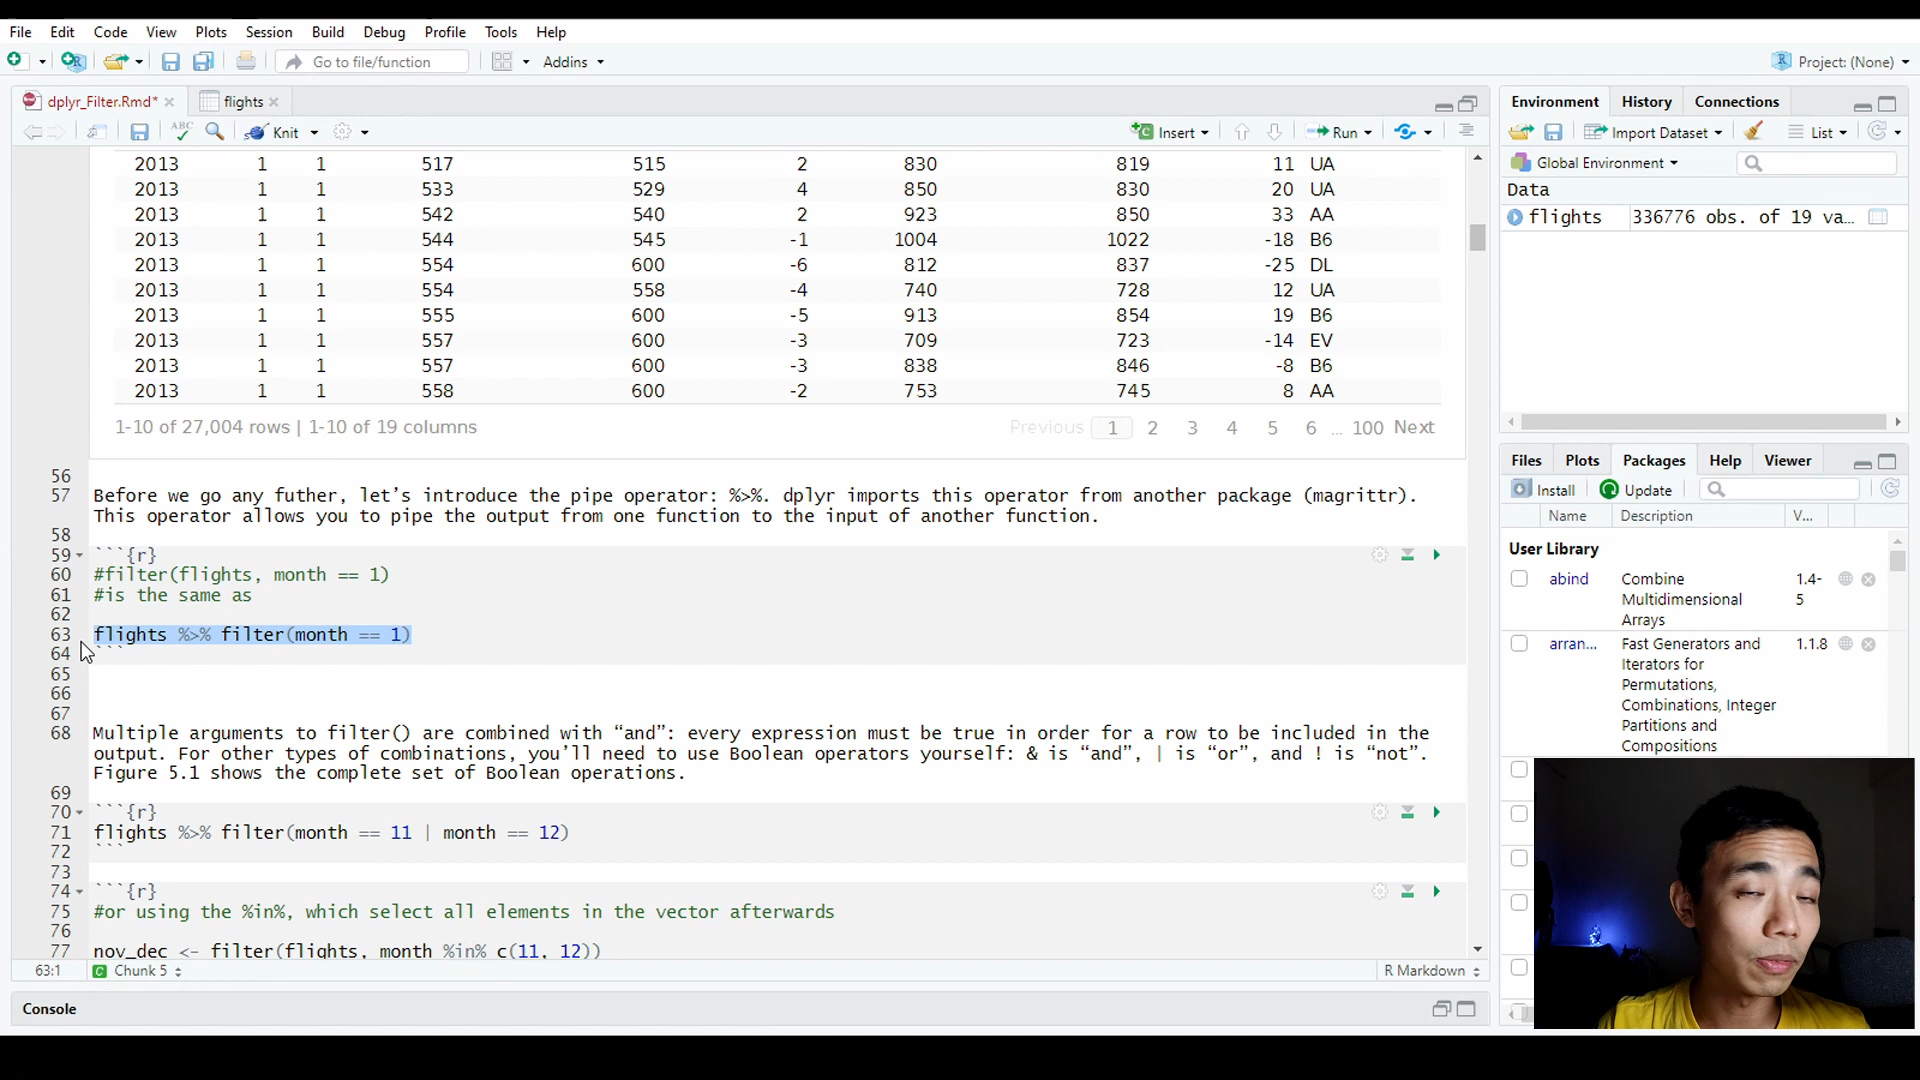 File Edit View Plots Session Build Debug Profile Tools Help
Go to file/function Addins Project: (None)
dplyr_Filter.Rmd* flights
ABC Knit Insert Run
2013 1 1 517 515 2 830 819 11 UA
2013 1 1 533 529 4 850 830 20 UA
2013 1 1 542 540 2 923 850 33 AA
2013 1 1 544 545 -1 1004 1022 -18 B6
2013 1 1 554 600 -6 812 837 -25 DL
2013 1 1 554 558 -4 740 728 12 UA
2013 1 1 555 600 -5 913 854 19 B6
2013 1 1 557 600 -3 709 723 -14 EV
2013 1 1 557 600 -3 838 846 -8 B6
2013 1 1 558 600 -2 753 745 8 AA
1-10 of 27,004 rows | 1-10 of 19 columns Previous 1 2 3 4 5 6 ... 100 Next
56
57 Before we go any futher, let’s introduce the pipe operator: %>%. dplyr imports this operator from another package (magrittr).
This operator allows you to pipe the output from one function to the input of another function.
58
59 ```{r}
60 #filter(flights, month == 1)
61 #is the same as
62
63 flights %>% filter(month == 1)
64 ```
65
66
67
68 Multiple arguments to filter() are combined with “and”: every expression must be true in order for a row to be included in the
output. For other types of combinations, you’ll need to use Boolean operators yourself: & is “and”, | is “or”, and ! is “not”.
Figure 5.1 shows the complete set of Boolean operations.
69
70 ```{r}
71 flights %>% filter(month == 11 | month == 12)
72 ```
73
74 ```{r}
75 #or using the %in%, which select all elements in the vector afterwards
76
77 nov_dec <- filter(flights, month %in% c(11, 12))
63:1 Chunk 5 R Markdown
Console
Environment History Connections
Import Dataset List
Global Environment
Data
flights 336776 obs. of 19 va…
Files Plots Packages Help Viewer
Install Update
Name Description V...
User Library
abind Combine 1.4-
Multidimensional 5
Arrays
arran... Fast Generators and 1.1.8
Iterators for
Permutations,
Combinations, Integer
Partitions and
Compositions